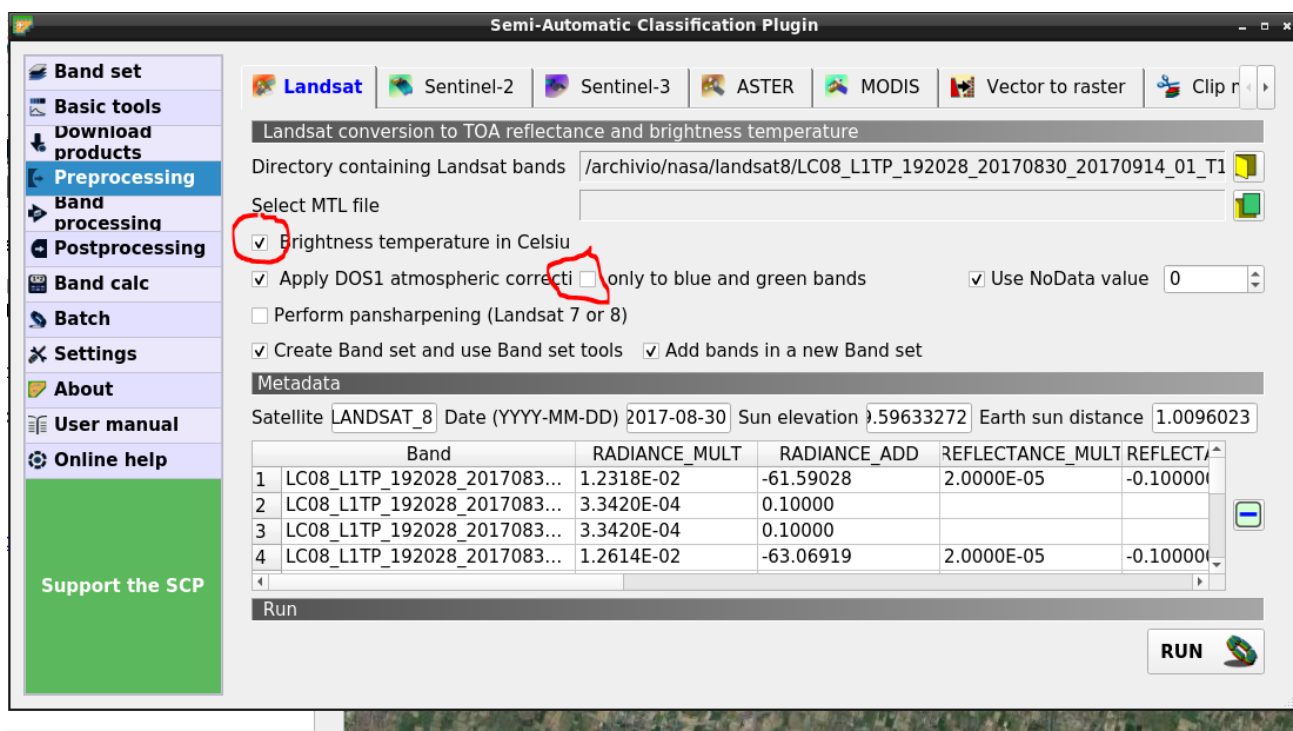 Semi-Automatic Classification Plugin
Band set
Basic tools
Download
products
Preprocessing
Band
processing
Postprocessing
Band calc
Batch
Settings
About
User manual
Online help
Support the SCP
Landsat Sentinel-2 Sentinel-3 ASTER MODIS Vector to raster Clip r
Landsat conversion to TOA reflectance and brightness temperature
Directory containing Landsat bands /archivio/nasa/landsat8/LC08_L1TP_192028_20170830_20170914_01_T1
Select MTL file
Brightness temperature in Celsiu
Apply DOS1 atmospheric correcti only to blue and green bands Use NoData value 0
Perform pansharpening (Landsat 7 or 8)
Create Band set and use Band set tools Add bands in a new Band set
Metadata
Satellite LANDSAT_8 Date (YYYY-MM-DD) 2017-08-30 Sun elevation 9.59633272 Earth sun distance 1.0096023
Band RADIANCE_MULT RADIANCE_ADD REFLECTANCE_MULT REFLECTA
1 LC08_L1TP_192028_2017083... 1.2318E-02 -61.59028 2.0000E-05 -0.100000
2 LC08_L1TP_192028_2017083... 3.3420E-04 0.10000
3 LC08_L1TP_192028_2017083... 3.3420E-04 0.10000
4 LC08_L1TP_192028_2017083... 1.2614E-02 -63.06919 2.0000E-05 -0.100000
Run
RUN